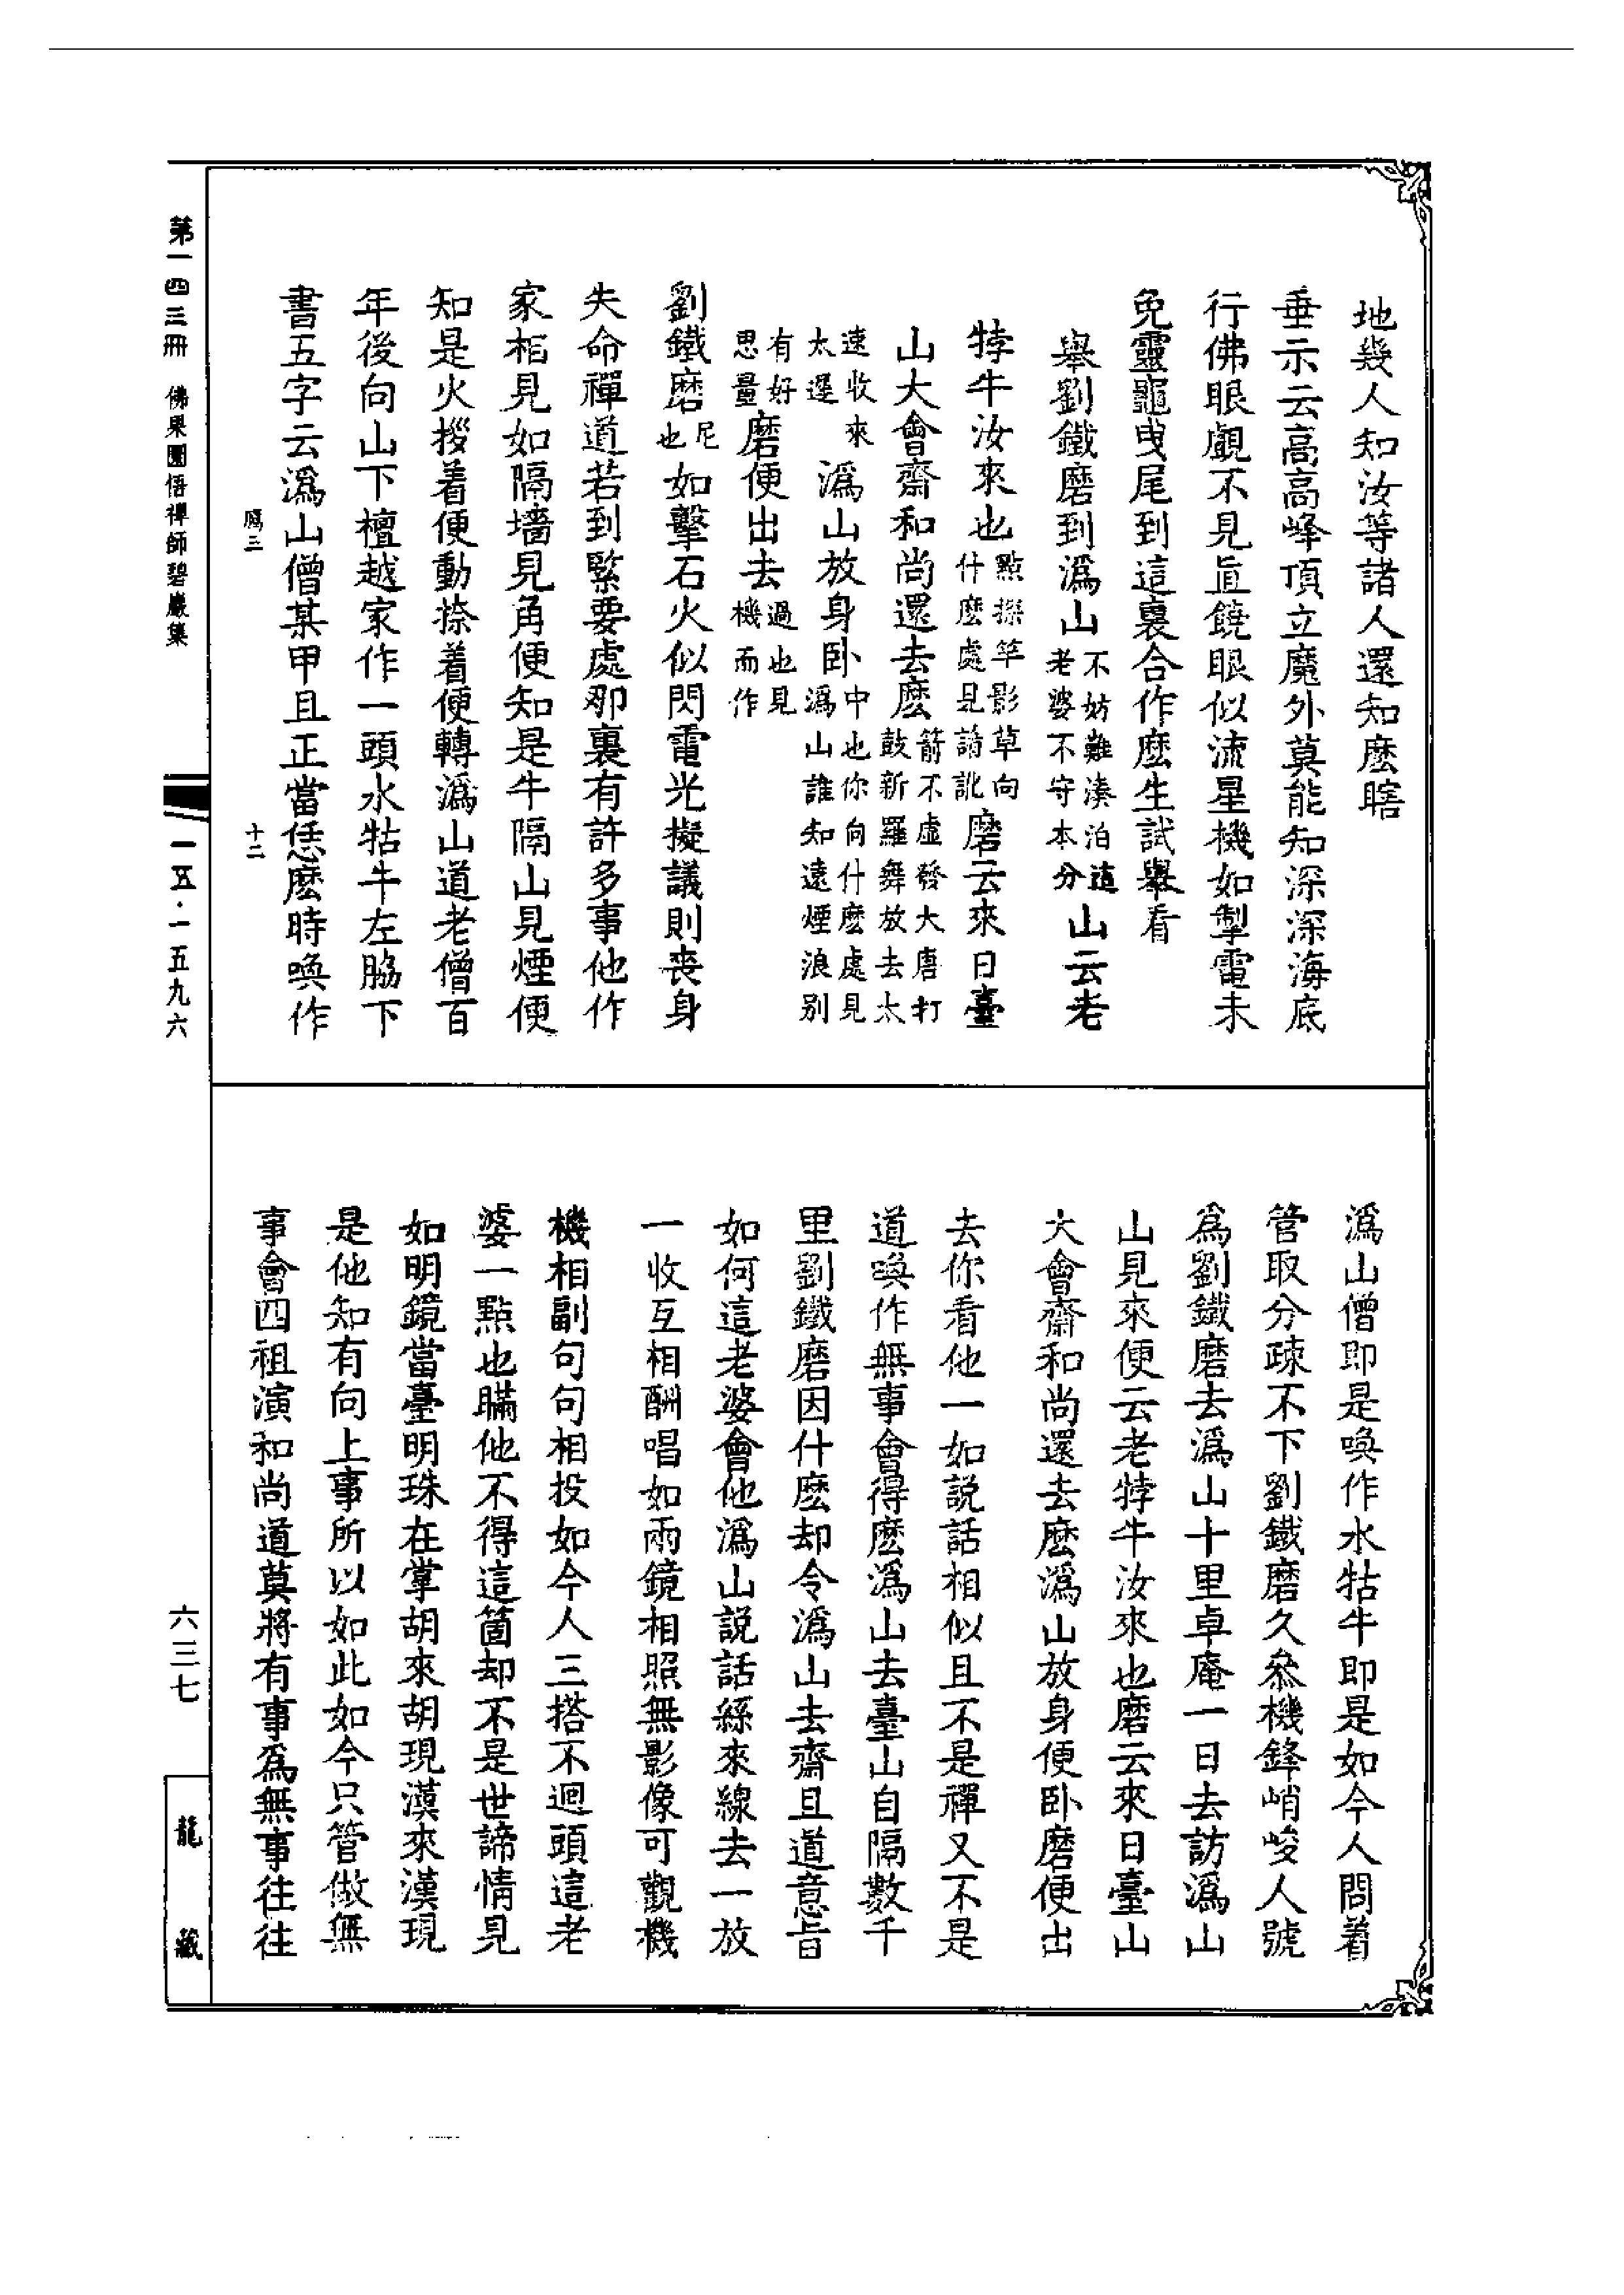 地幾人知汝等諸人還知麽瞎
垂示云高高峰頂立魔外莫能知深深海底
行佛眼覷不見直饒眼似流星機如掣電未
免靈龜曳尾到這裏合作麽生試舉看
舉劉鐵磨到溈山不妨難湊泊這老婆不守本分山云老
牸牛汝來也點探竿影草向什麽處見誵訛磨云來日臺
山大會齋和尚還去麽箭不虛發大唐打鼓新羅舞放去太
速收來太遲溈山放身臥中也你向什麽處見溈山誰知遠煙浪別
有好思量磨便出去過也見機而作
劉鐵磨尼也如擊石火似閃電光擬議則喪身
失命禪道若到緊要處那裏有許多事他作
家相見如隔墻見角便知是牛隔山見煙便
知是火拶着便動捺着便轉溈山道老僧百
年後向山下檀越家作一頭水牯牛左脇下
書五字云溈山僧某甲且正當恁麽時喚作
十二
溈山僧即是喚作水牯牛即是如今人問着
管取分疎不下劉鐵磨久叅機鋒峭峻人號
爲劉鐵磨去溈山十里卓庵一日去訪溈山
山見來便云老牸牛汝來也磨云來日臺山
大會齋和尚還去麽溈山放身便臥磨便出
去你看他一如說話相似且不是禪又不是
道喚作無事會得麽溈山去臺山自隔數千
里劉鐵磨因什麽却令溈山去齋且道意旨
如何這老婆會他溈山說話絲來線去一放
一收互相酬唱如兩鏡相照無影像可觀機
機相副句句相投如今人三搭不迴頭這老
婆一點也瞞他不得這箇却不是世諦情見
如明鏡當臺明珠在掌胡來胡現漢來漢現
是他知有向上事所以如此如今只管做無
事會四祖演和尚道莫將有事爲無事往往
第一四三冊 佛果圜悟禪師碧巖集
一五·一五九六
六三七
龍藏